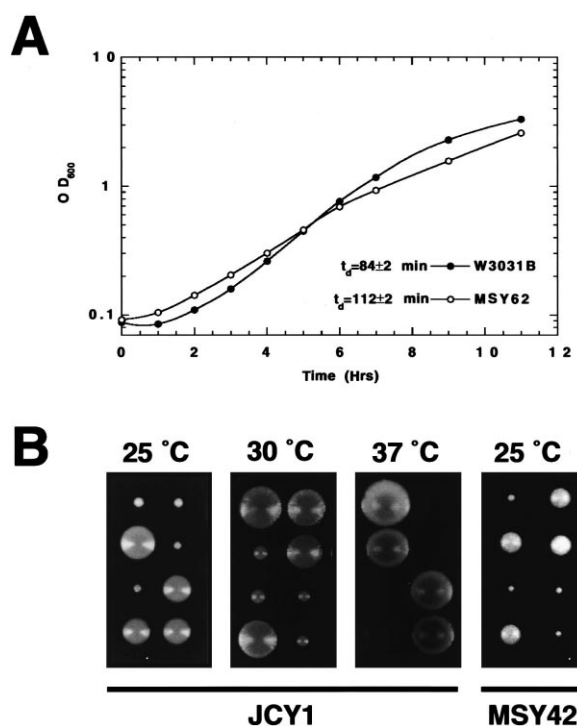 A
1 0
1
0.1
O D600
td=84±2 min W3031B
td=112±2 min MSY62
0 2 4 6 8 1 0 1 2
Time (Hrs)
B
25 °C 30 °C 37 °C 25 °C
JCY1 MSY42